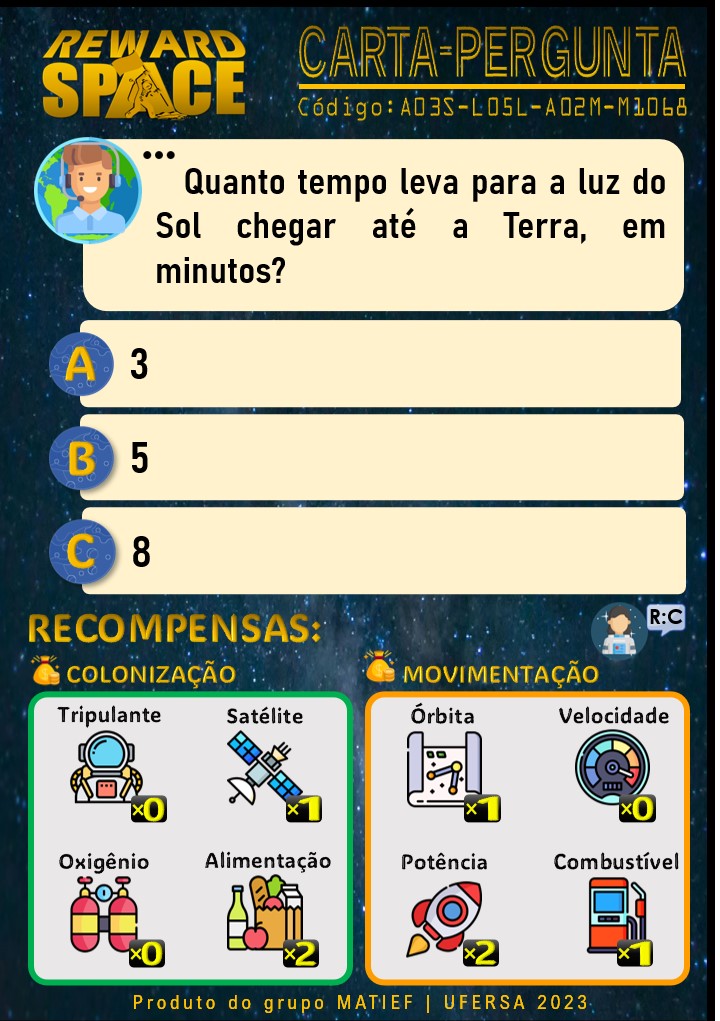 REWARD
SPACE
CARTA-PERGUNTA
Código:A03S-L05L-A02M-M1068
...
Quanto tempo leva para a luz do
Sol chegar até a Terra, em
minutos?
A 3
B 5
C 8
RECOMPENSAS:
R:C
COLONIZAÇÃO
Tripulante
×0
Satélite
×1
Oxigênio
×0
Alimentação
×2
MOVIMENTAÇÃO
Órbita
×1
Velocidade
×0
Potência
×2
Combustível
×1
Produto do grupo MATIEF | UFERSA 2023